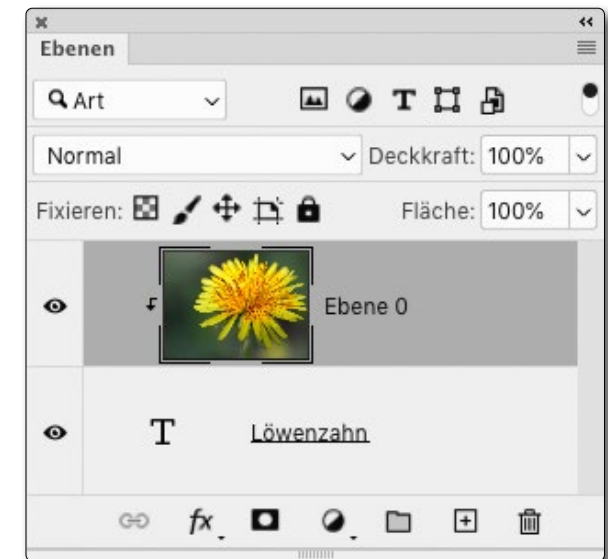 Ebenen
Art
Normal Deckkraft: 100%
Fixieren: Fläche: 100%
Ebene 0
T Löwenzahn
fx